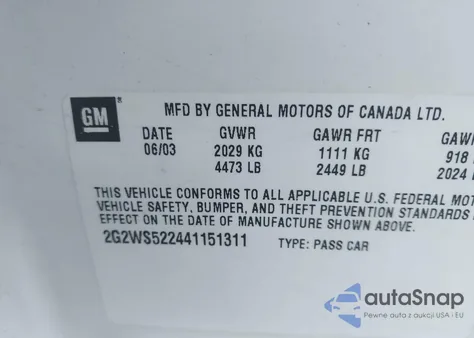 GM®
MFD BY GENERAL MOTORS OF CANADA LTD.
DATE GVWR GAWR FRT GAWR
06/03 2029 KG 1111 KG 918
4473 LB 2449 LB 2024
THIS VEHICLE CONFORMS TO ALL APPLICABLE U.S. FEDERAL MOT
VEHICLE SAFETY, BUMPER, AND THEFT PREVENTION STANDARDS
EFFECT ON THE DATE OF MANUFACTURE SHOWN ABOVE.
2G2WS522441151311 TYPE: PASS CAR
autoSnap
Pewne auta z aukcji USA i EU